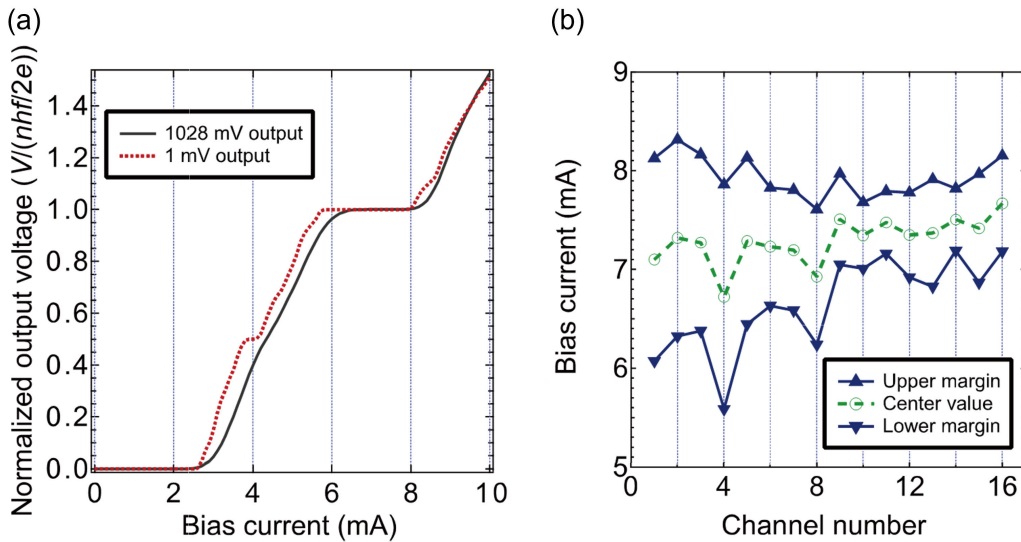 (a)
Normalized output voltage (V/(nhf/2e))
1.4
1.2
1.0
0.8
0.6
0.4
0.2
0.0
1028 mV output
1 mV output
0 2 4 6 8 10
Bias current (mA)
(b)
Bias current (mA)
9
8
7
6
5
Upper margin
Center value
Lower margin
0 4 8 12 16
Channel number